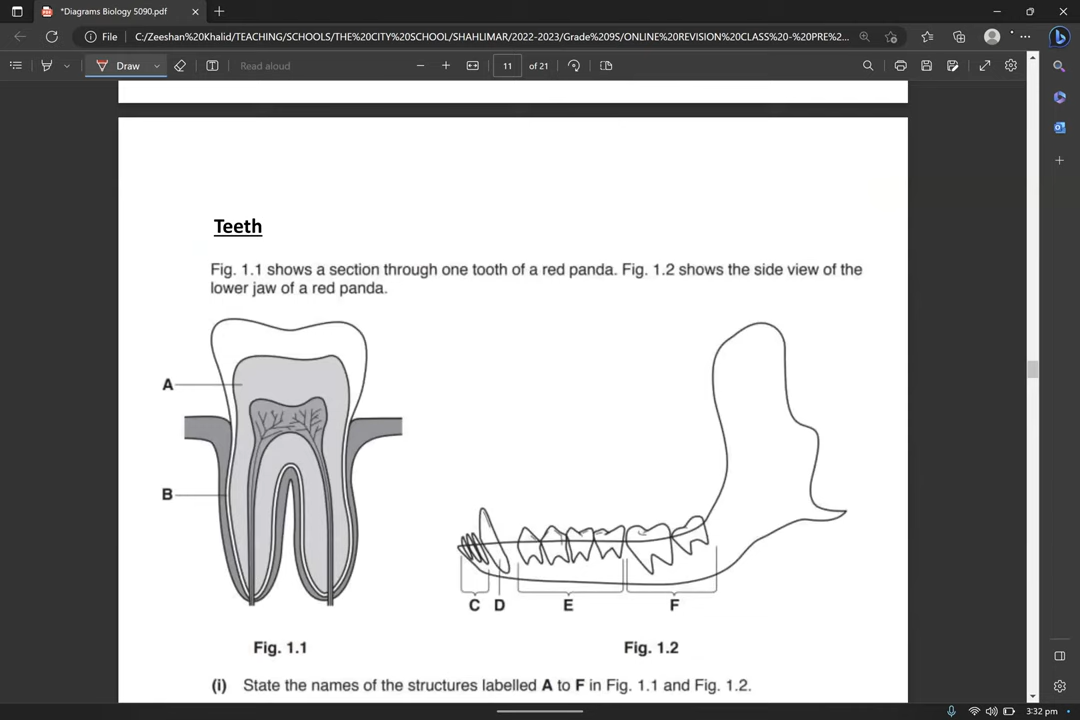 *Diagrams Biology 5090.pdf
File
C:/Zeeshan%20Khalid/TEACHING/SCHOOLS/THE%20CITY%20SCHOOL/SHAHLIMAR/2022-2023/Grade%209S/ONLINE%20REVISION%20CLASS%20-%20PRE%2...
Draw
Read aloud
11
of 21
Teeth
Fig. 1.1 shows a section through one tooth of a red panda. Fig. 1.2 shows the side view of the
lower jaw of a red panda.
A
B
C D E F
Fig. 1.1
Fig. 1.2
(i) State the names of the structures labelled A to F in Fig. 1.1 and Fig. 1.2.
3:32 pm